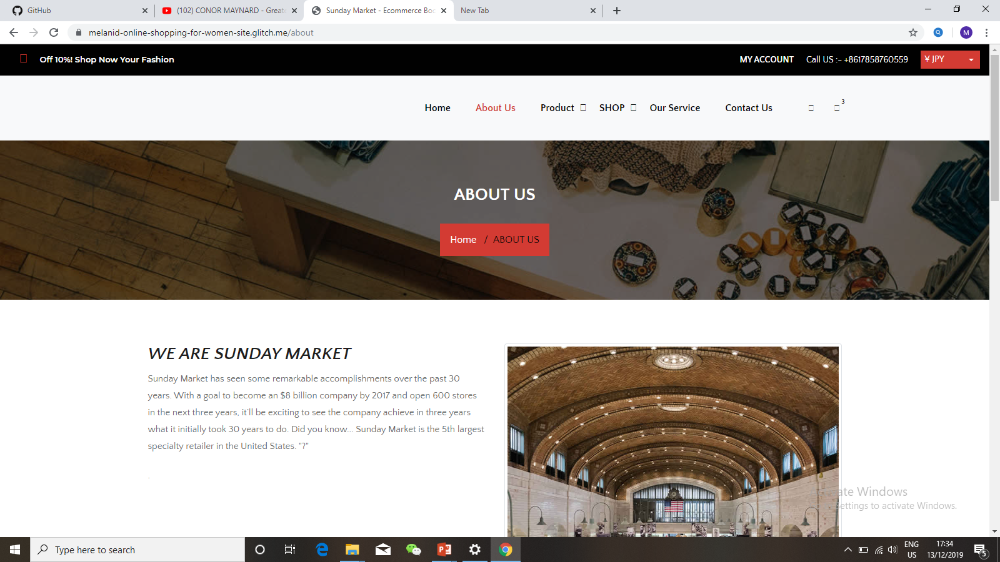 GitHub
(102) CONOR MAYNARD - Greate
Sunday Market - Ecommerce Boo
New Tab
melanid-online-shopping-for-women-site.glitch.me/about
M
Off 10%! Shop Now Your Fashion
MY ACCOUNT
Call US :- +8617858760559
¥ JPY
Home
About Us
Product
SHOP
Our Service
Contact Us
3
ABOUT US
Home / ABOUT US
WE ARE SUNDAY MARKET
Sunday Market has seen some remarkable accomplishments over the past 30
years. With a goal to become an $8 billion company by 2017 and open 600 stores
in the next three years, it'll be exciting to see the company achieve in three years
what it initially took 30 years to do. Did you know... Sunday Market is the 5th largest
specialty retailer in the United States. "?"
.
ate Windows
ettings to activate Windows.
Type here to search
ENG
US
17:34
13/12/2019
5